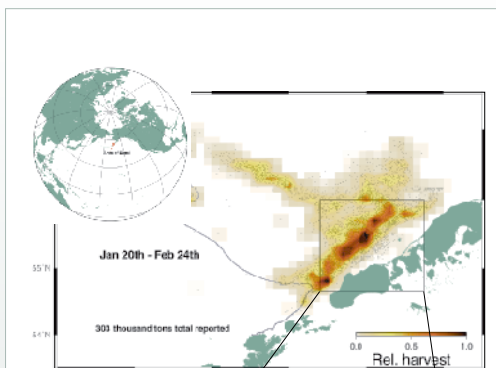 Jan 20th - Feb 24th
55°N
303 thousand tons total reported
54°N
0.0 0.5 1.0
Rel. harvest